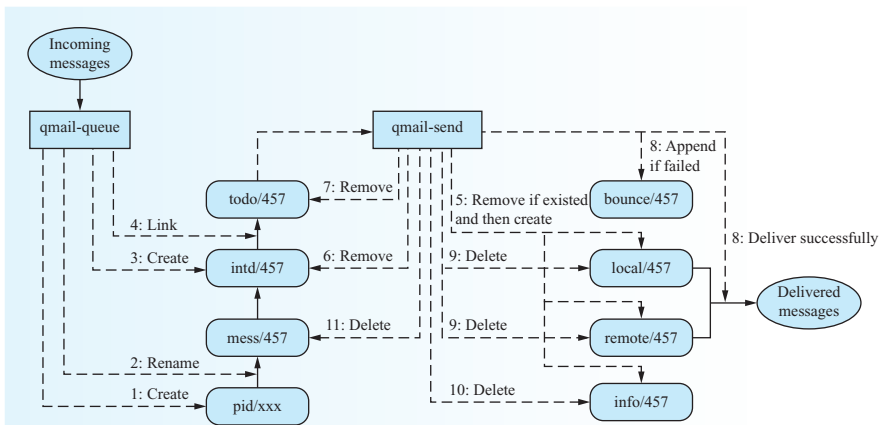 Incoming
messages
qmail-queue
qmail-send
8: Append
if failed
todo/457
7: Remove
5: Remove if existed
and then create
bounce/457
4: Link
8: Deliver successfully
3: Create
intd/457
6: Remove
9: Delete
local/457
Delivered
messages
mess/457
11: Delete
9: Delete
remote/457
2: Rename
1: Create
pid/xxx
10: Delete
info/457